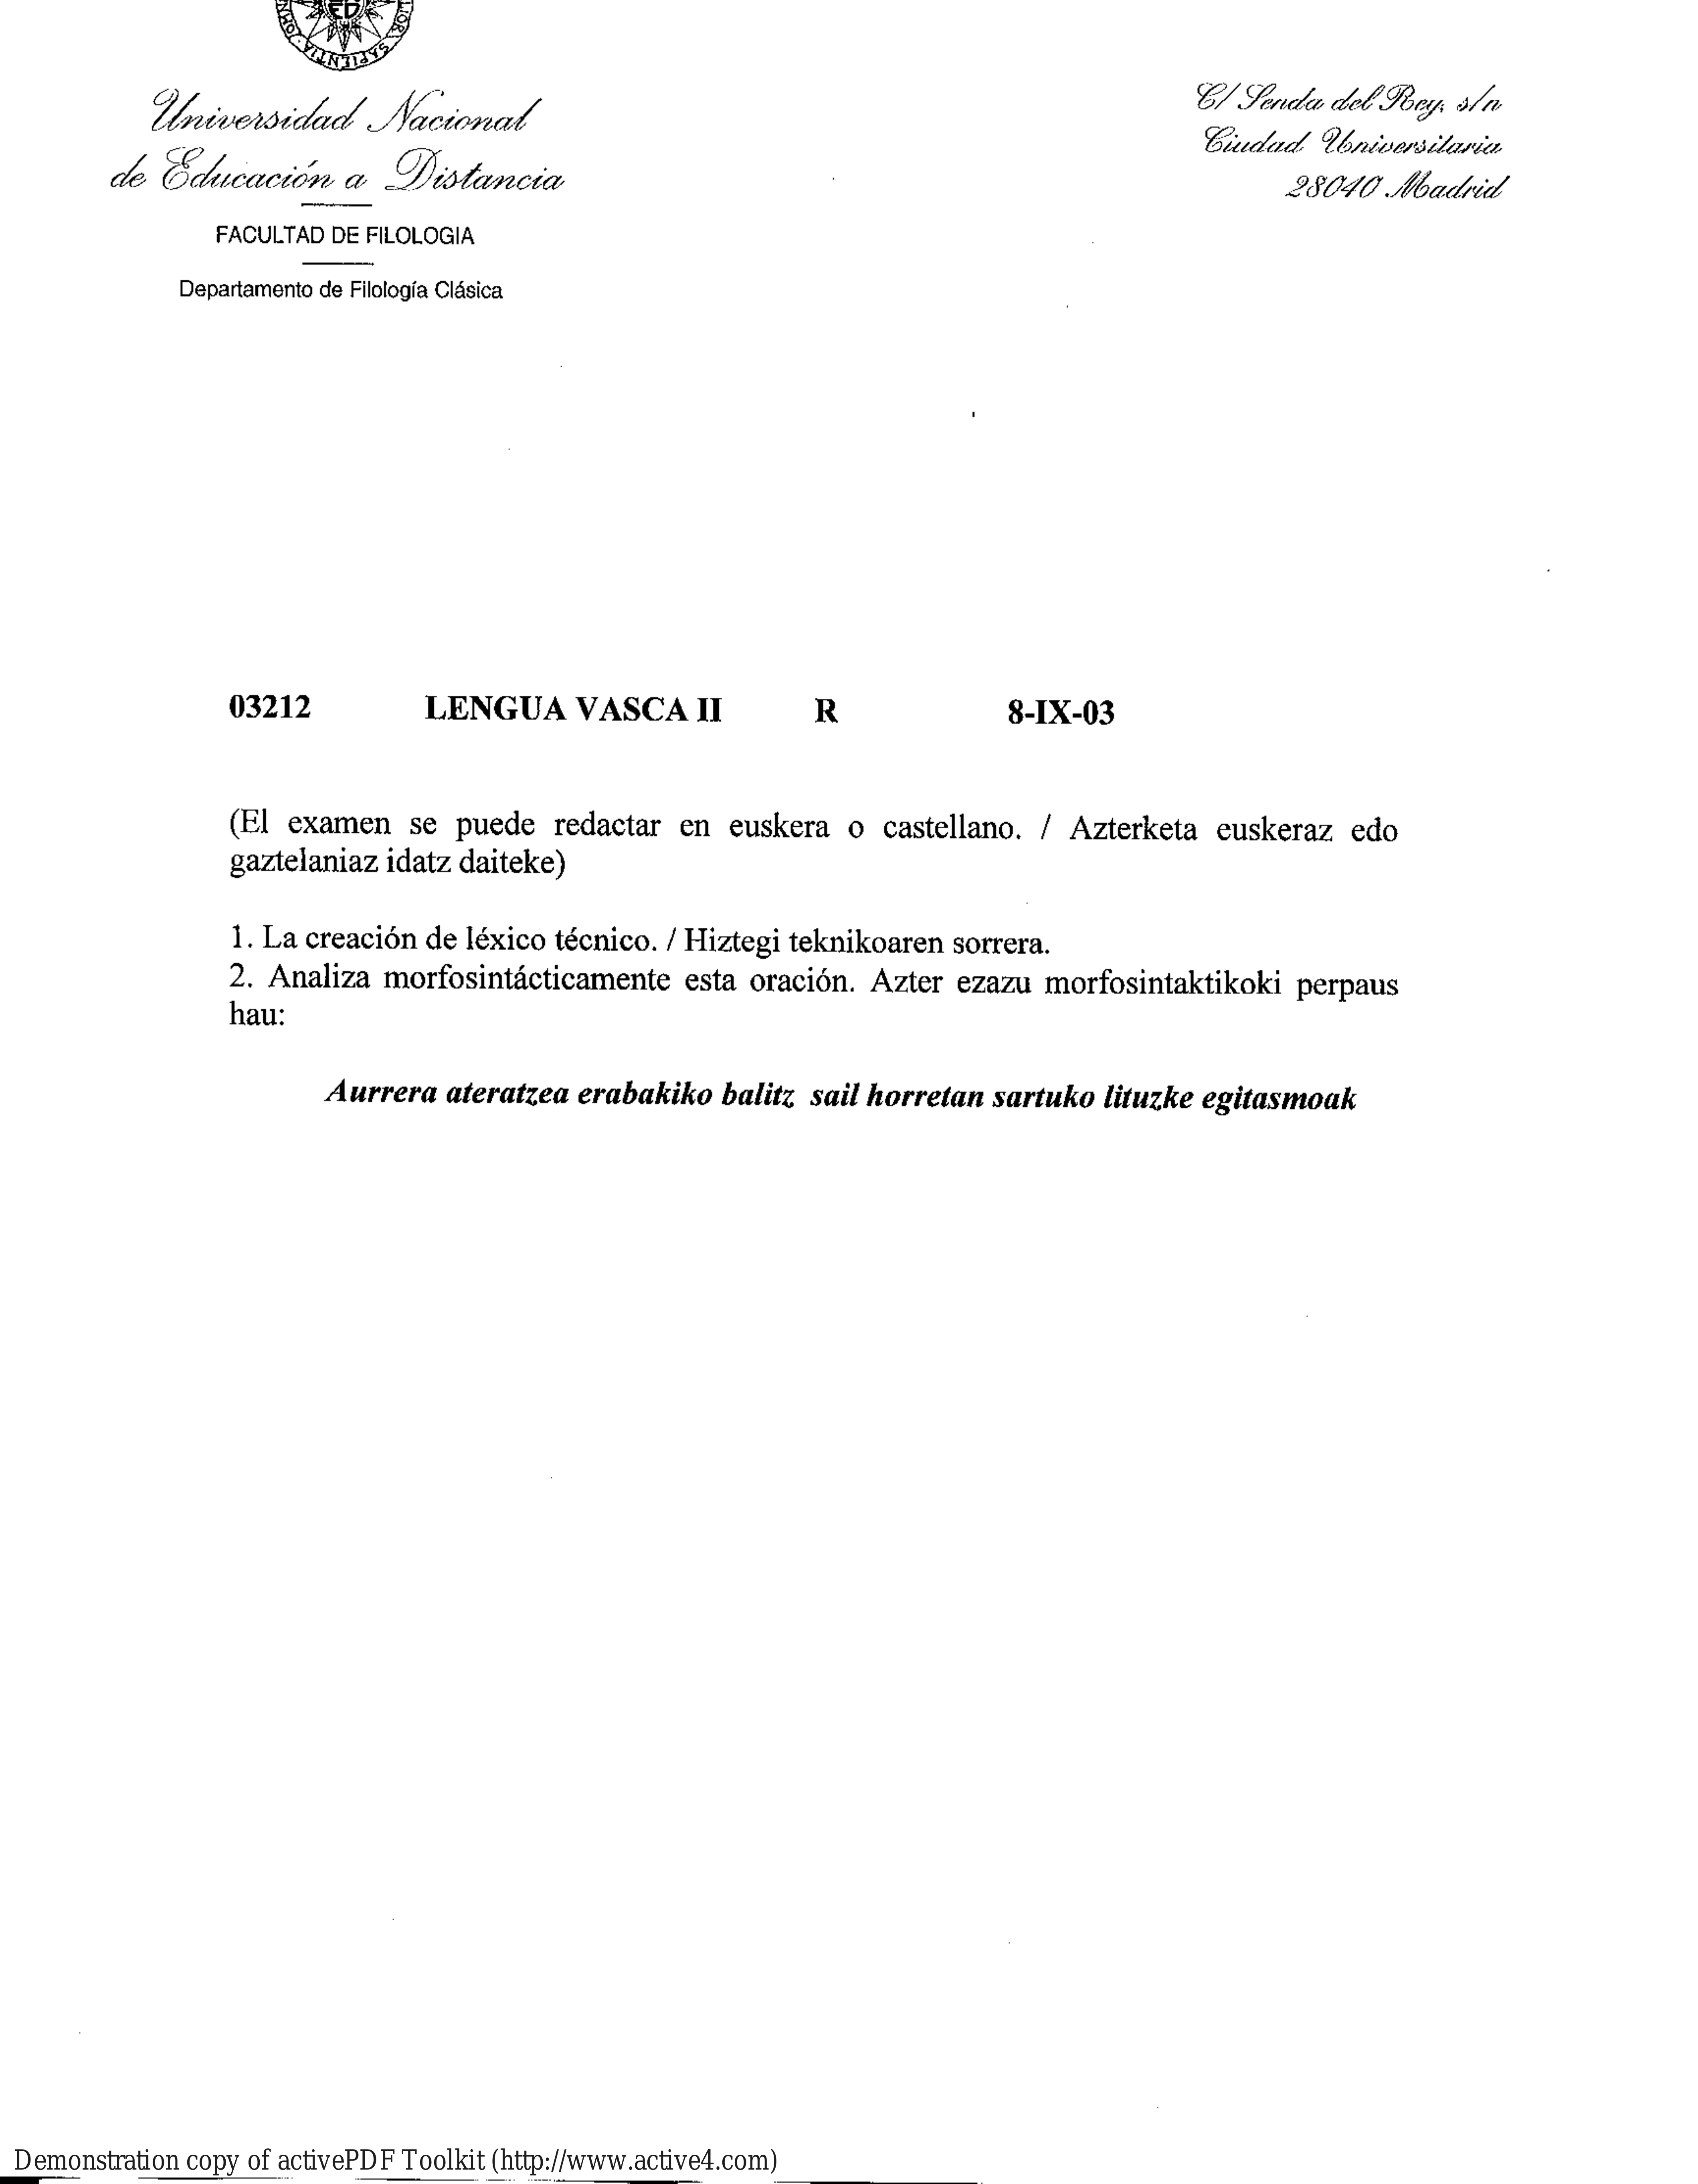 ED
IOR · SAPIENTIA · IOHN
Universidad Nacional
de Educación a Distancia
FACULTAD DE FILOLOGIA
Departamento de Filología Clásica
C/ Senda del Rey, s/n
Ciudad Universitaria
28040 Madrid
03212 LENGUA VASCA II R 8-IX-03
(El examen se puede redactar en euskera o castellano. / Azterketa euskeraz edo
gaztelaniaz idatz daiteke)
1. La creación de léxico técnico. / Hiztegi teknikoaren sorrera.
2. Analiza morfosintácticamente esta oración. Azter ezazu morfosintaktikoki perpaus
hau:
Aurrera ateratzea erabakiko balitz sail horretan sartuko lituzke egitasmoak
Demonstration copy of activePDF Toolkit (http://www.active4.com)